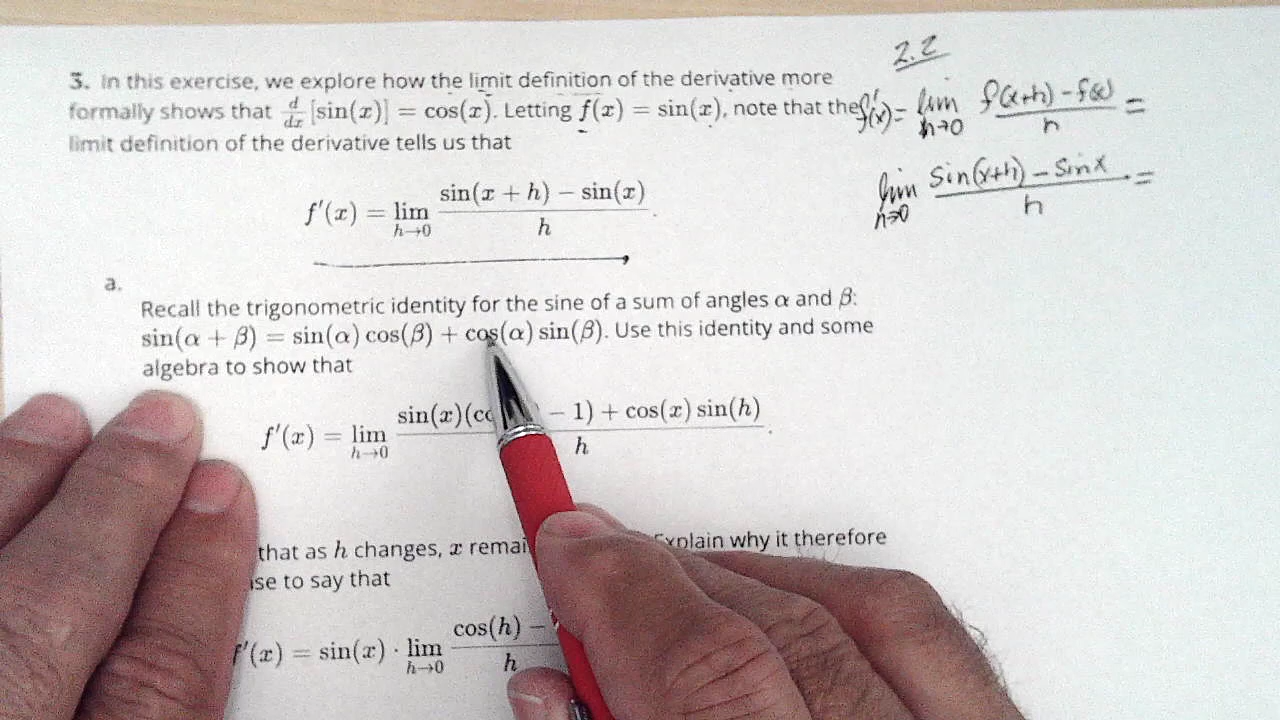 2.2
3. In this exercise, we explore how the limit definition of the derivative more
formally shows that d/dx [sin(x)] = cos(x). Letting f(x) = sin(x), note that the
limit definition of the derivative tells us that
f'(x) = lim h→0 (f(x+h) - f(x))/h =
lim h→0 (Sin(x+h) - Sin x)/h =
f′(x) = lim h→0 (sin(x + h) − sin(x))/h.
a.
Recall the trigonometric identity for the sine of a sum of angles α and β:
sin(α + β) = sin(α) cos(β) + cos(α) sin(β). Use this identity and some
algebra to show that
f′(x) = lim h→0 sin(x)( − 1) + cos(x) sin(h) / h.
that as h changes, x Explain why it therefore
to say that
f′(x) = sin(x) · lim h→0 cos(h) − / h